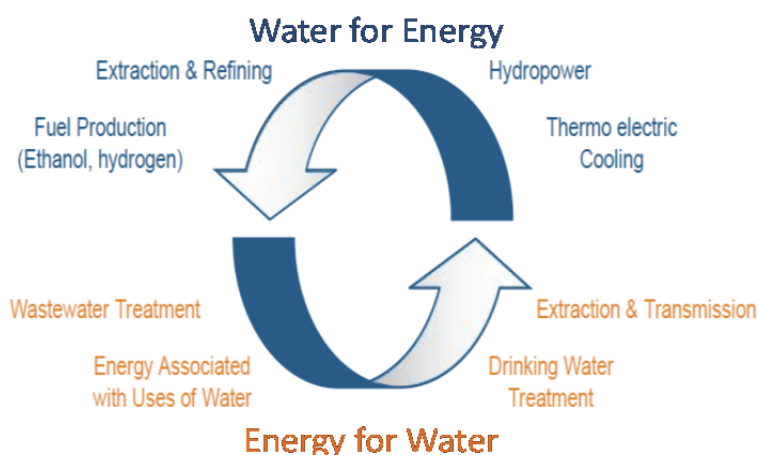 Water for Energy
Extraction & Refining
Hydropower
Fuel Production
(Ethanol, hydrogen)
Thermo electric
Cooling
Wastewater Treatment
Extraction & Transmission
Energy Associated
with Uses of Water
Drinking Water
Treatment
Energy for Water